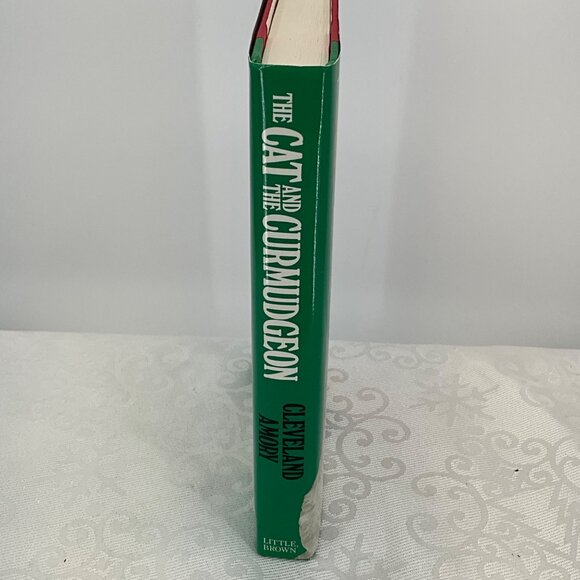 THE CAT AND THE CURMUDGEON
CLEVELAND
AMORY
LITTLE,
BROWN